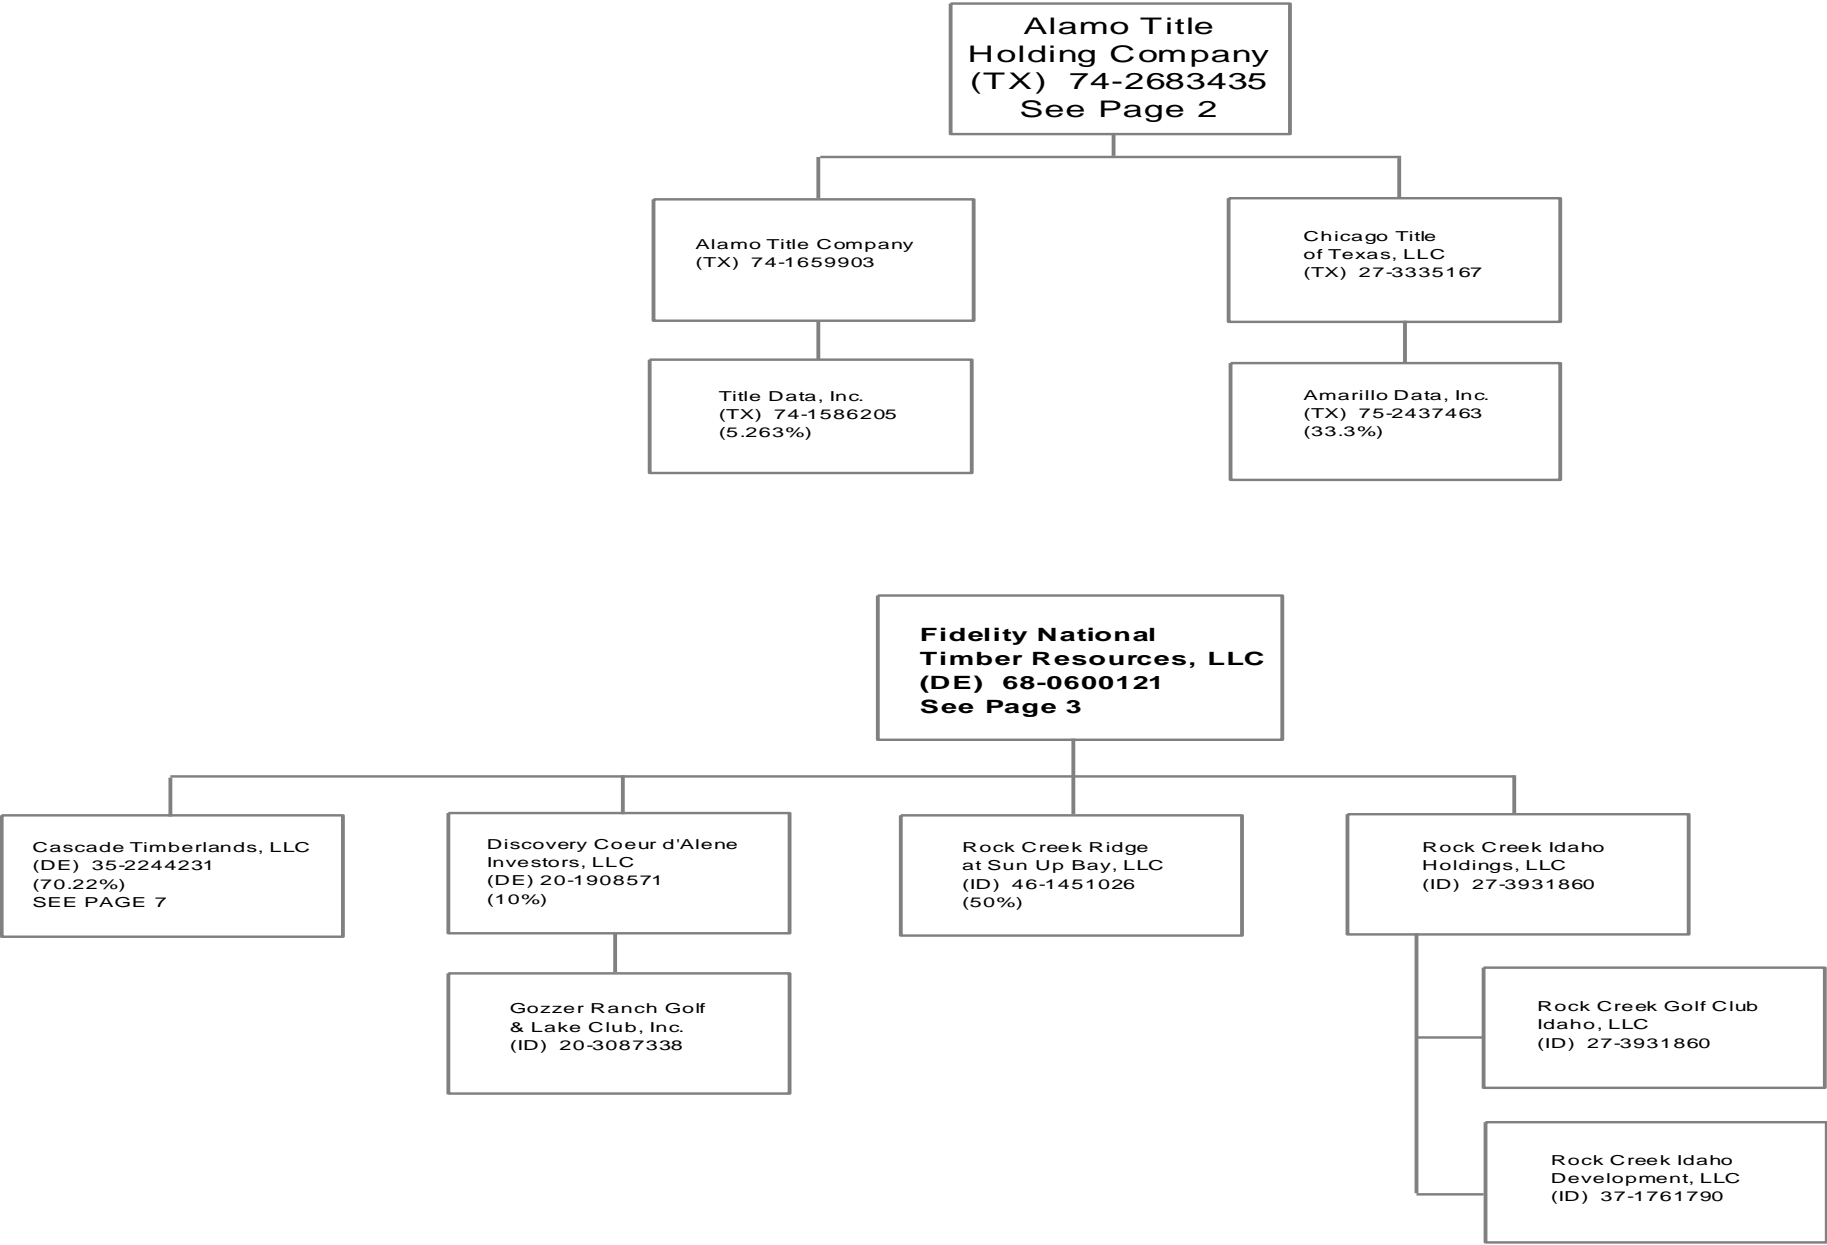 Alamo Title
Holding Company
(TX) 74-2683435
See Page 2
Alamo Title Company
(TX) 74-1659903
Chicago Title
of Texas, LLC
(TX) 27-3335167
Title Data, Inc.
(TX) 74-1586205
(5.263%)
Amarillo Data, Inc.
(TX) 75-2437463
(33.3%)
Fidelity National
Timber Resources, LLC
(DE) 68-0600121
See Page 3
Cascade Timberlands, LLC
(DE) 35-2244231
(70.22%)
SEE PAGE 7
Discovery Coeur d'Alene
Investors, LLC
(DE) 20-1908571
(10%)
Rock Creek Ridge
at Sun Up Bay, LLC
(ID) 46-1451026
(50%)
Rock Creek Idaho
Holdings, LLC
(ID) 27-3931860
Gozzer Ranch Golf
& Lake Club, Inc.
(ID) 20-3087338
Rock Creek Golf Club
Idaho, LLC
(ID) 27-3931860
Rock Creek Idaho
Development, LLC
(ID) 37-1761790